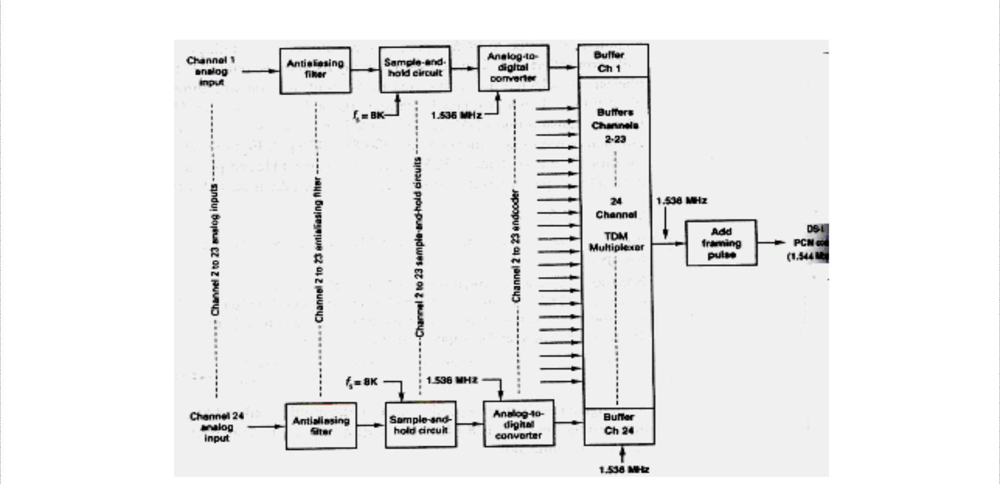 Channel 1
analog
input
Antialiasing
filter
Sample-and-
hold circuit
Analog-to-
digital
converter
Buffer
Ch 1
fs = 8K
1.536 MHz
Buffers
Channels
2-23
Channel 2 to 23 analog inputs
Channel 2 to 23 antialiasing filter
Channel 2 to 23 sample-and-hold circuits
Channel 2 to 23 endcoder
24
Channel
TDM
Multiplexer
1.536 MHz
Add
framing
pulse
PCM
(1.544
fs = 8K
1.536 MHz
Channel 24
analog
input
Antialiasing
filter
Sample-and-
hold circuit
Analog-to-
digital
converter
Buffer
Ch 24
1.536 MHz